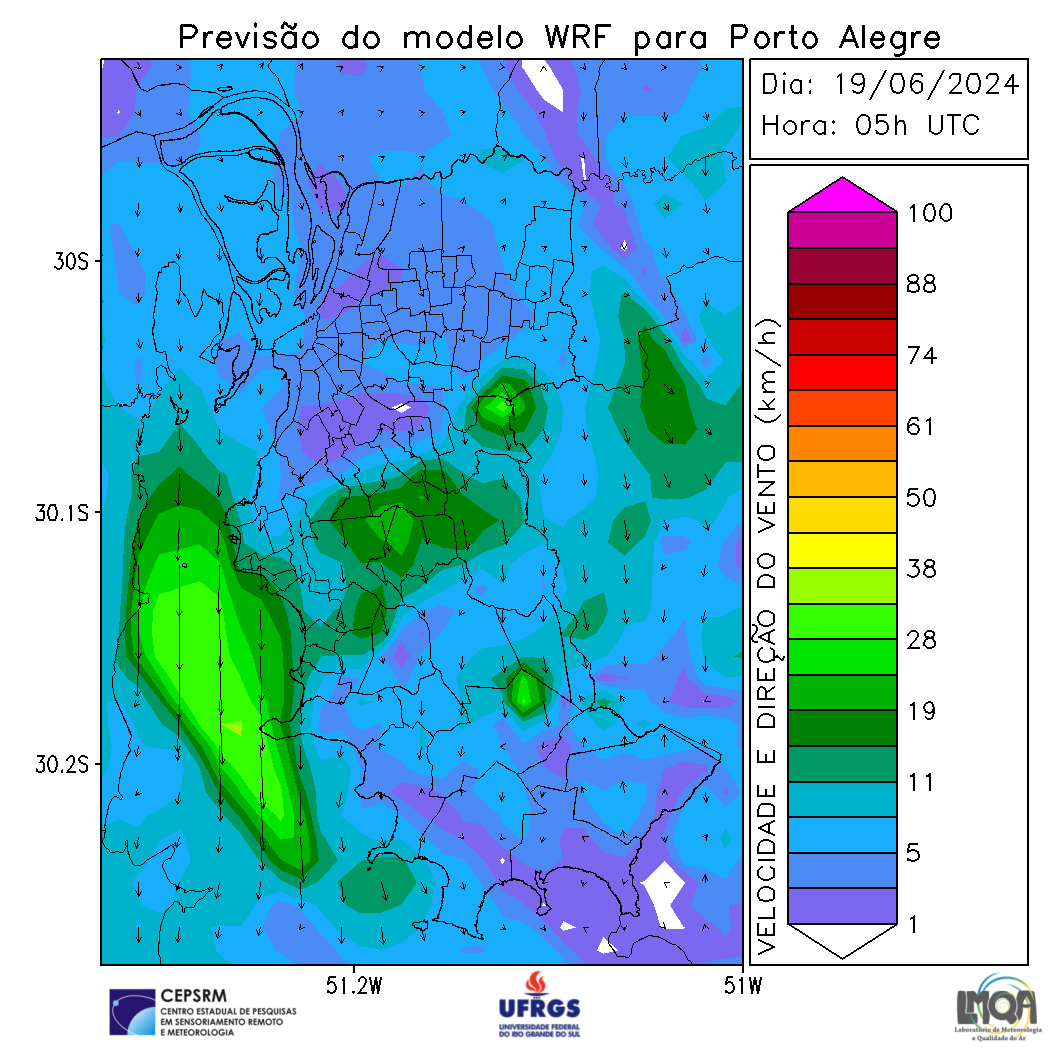 Previsão do modelo WRF para Porto Alegre
Dia: 19/06/2024
Hora: 05h UTC
30S
30.1S
30.2S
51.2W
51W
VELOCIDADE E DIREÇÃO DO VENTO (km/h)
100
88
74
61
50
38
28
19
11
5
1
CEPSRM
CENTRO ESTADUAL DE PESQUISAS
EM SENSORIAMENTO REMOTO
E METEOROLOGIA
UFRGS
UNIVERSIDADE FEDERAL
DO RIO GRANDE DO SUL
LMQA
Laboratório de Meteorologia
e Qualidade do Ar